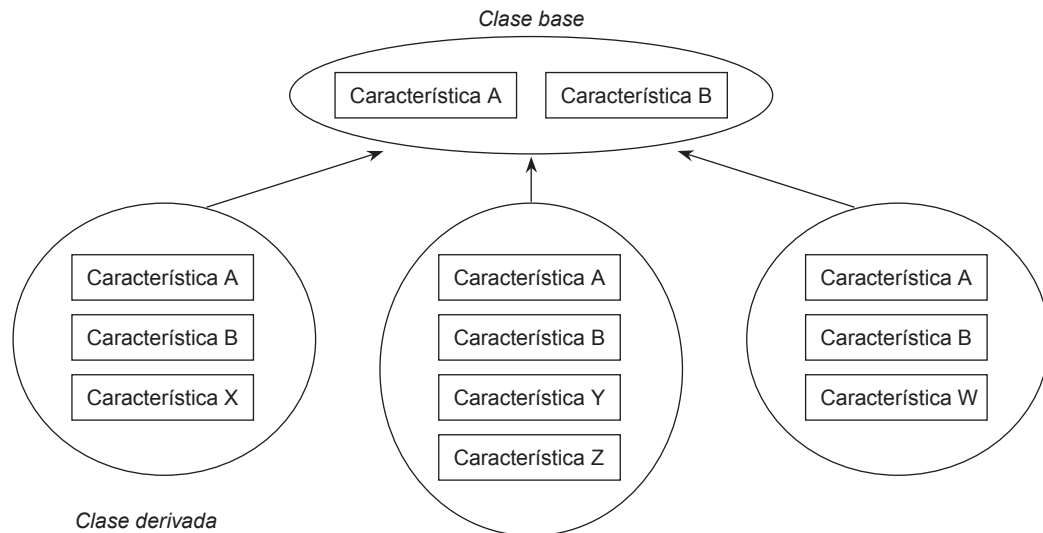 Clase base
Característica A
Característica B
Característica A
Característica B
Característica X
Característica A
Característica B
Característica Y
Característica Z
Característica A
Característica B
Característica W
Clase derivada